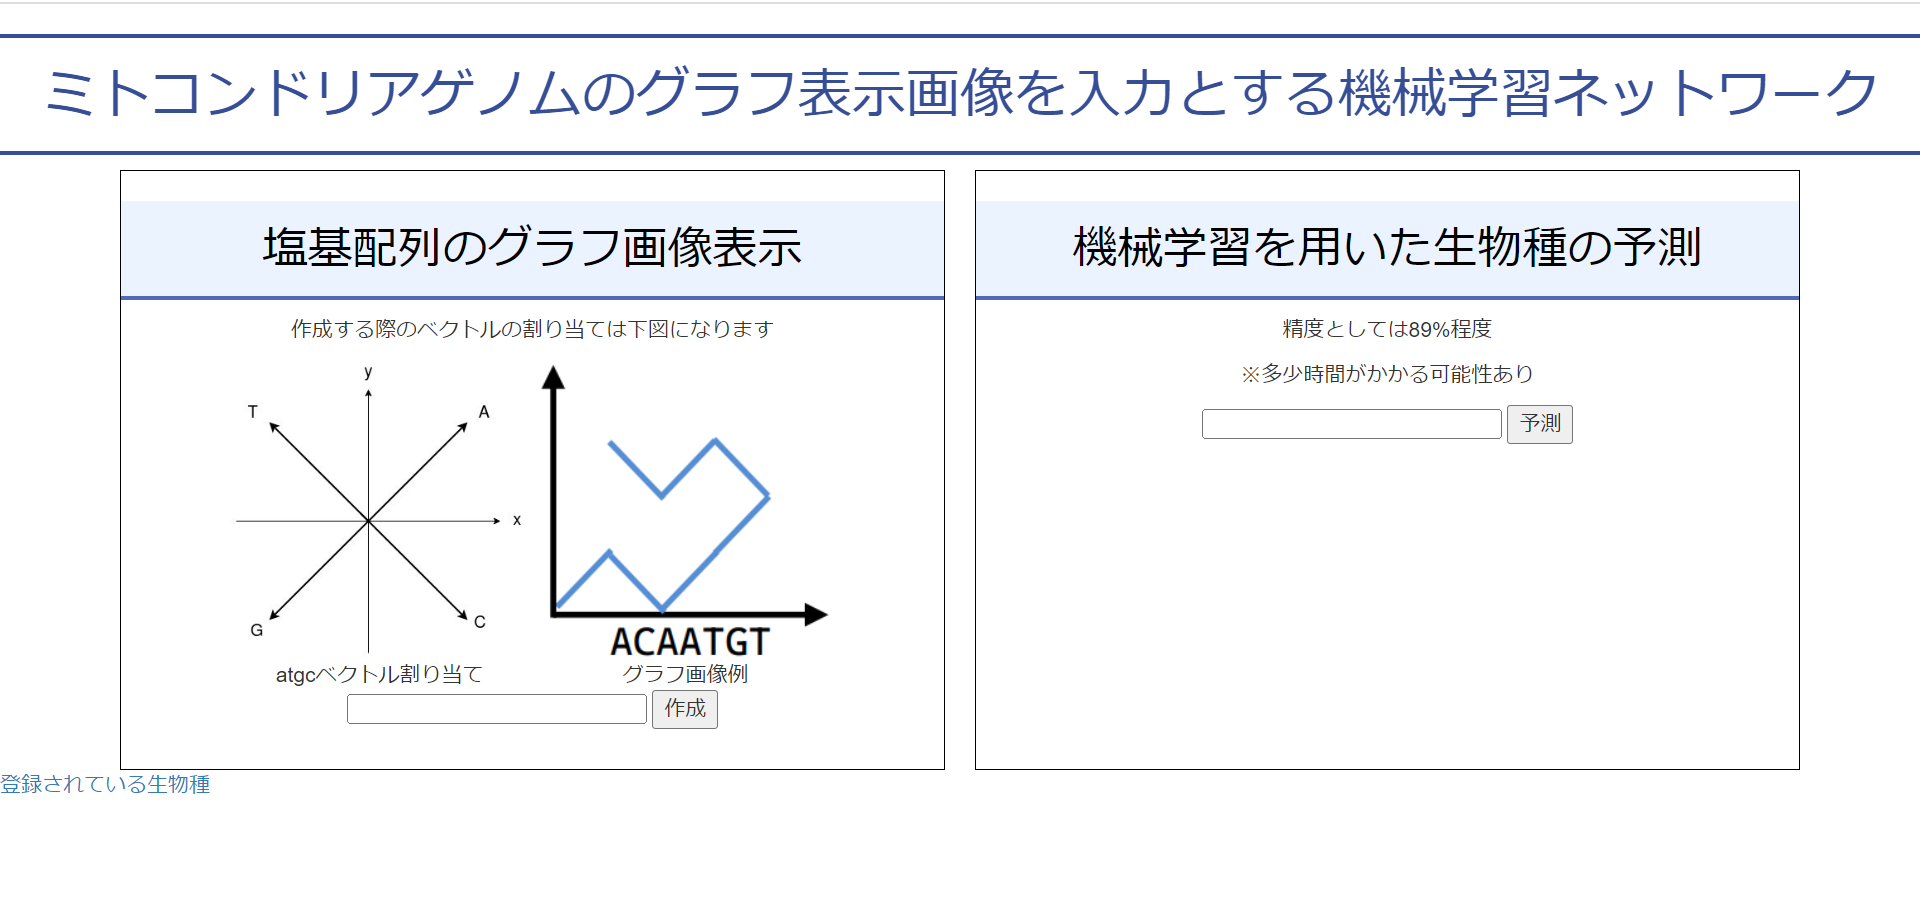 ミトコンドリアゲノムのグラフ表示画像を入力とする機械学習ネットワーク
塩基配列のグラフ画像表示
作成する際のベクトルの割り当ては下図になります
y
T
A
x
G
C
ACAATGT
atgcベクトル割り当て
グラフ画像例
作成
機械学習を用いた生物種の予測
精度としては89%程度
※多少時間がかかる可能性あり
予測
登録されている生物種